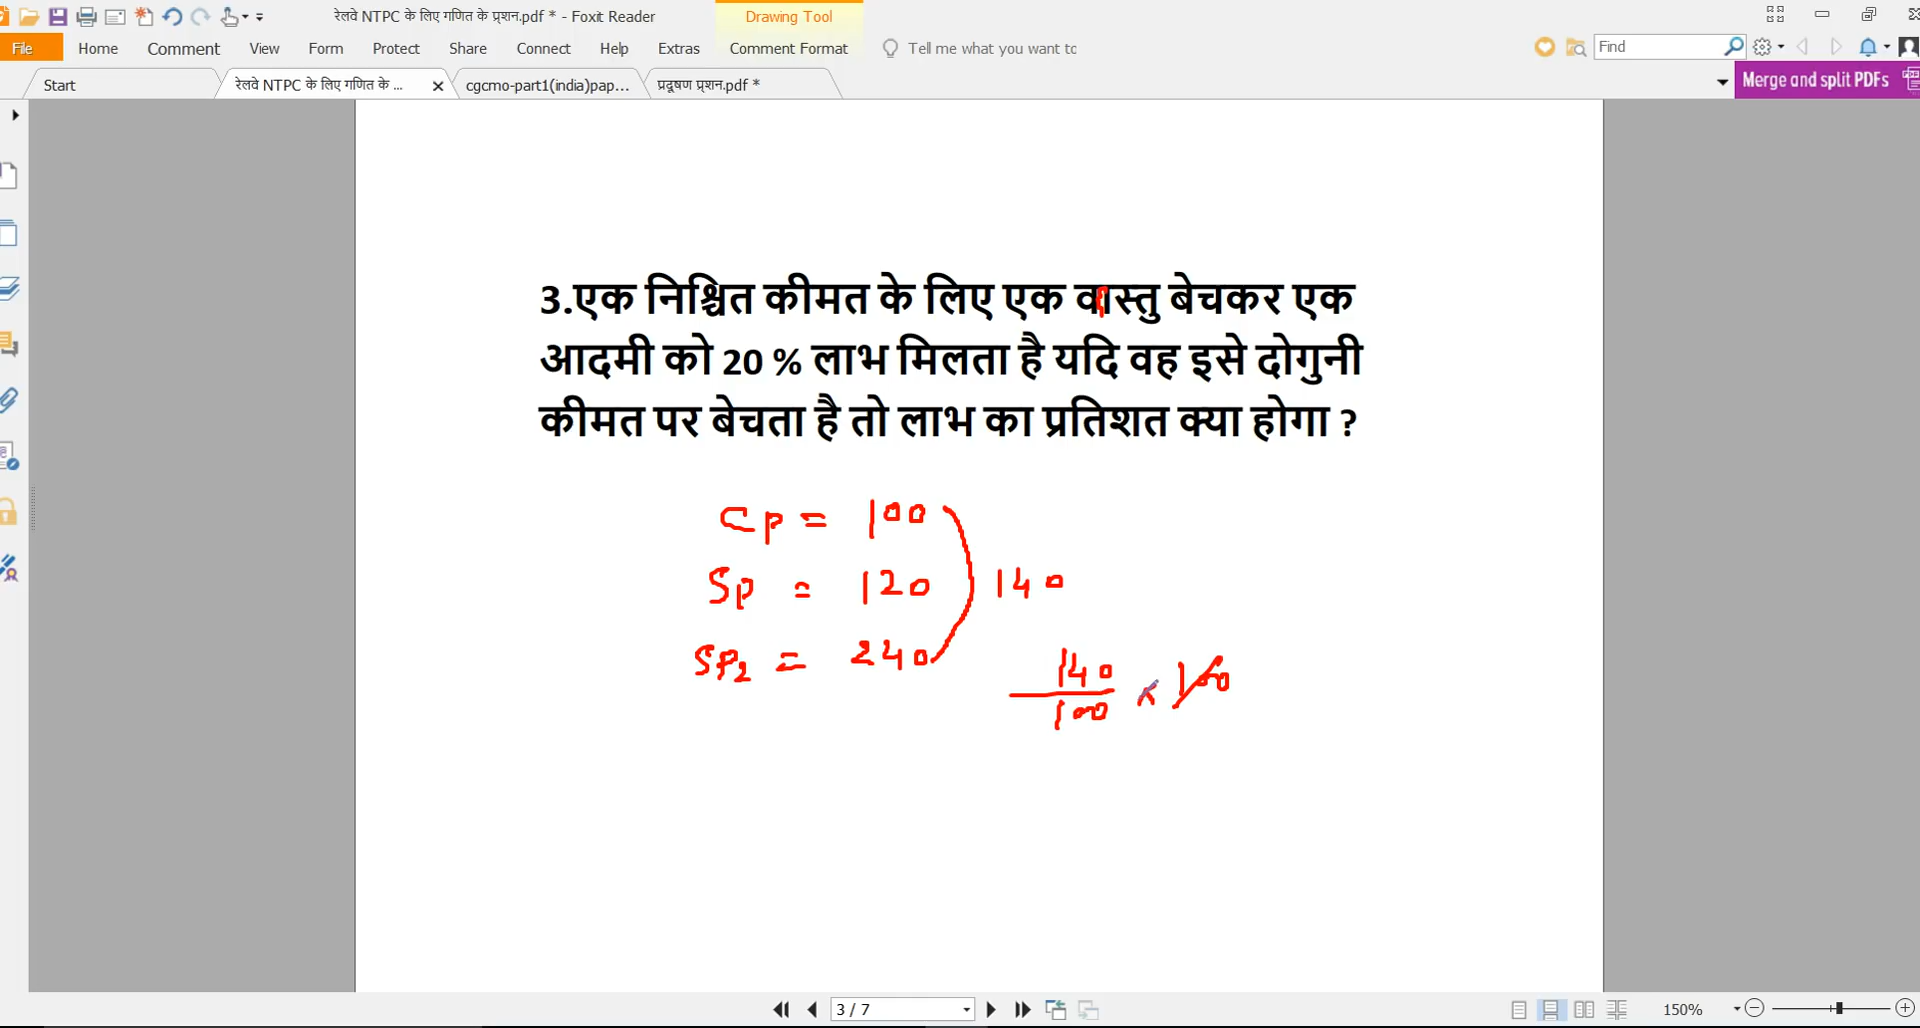 रेलवे NTPC के लिए गणित के प्रशन.pdf * - Foxit Reader
Drawing Tool
File Home Comment View Form Protect Share Connect Help Extras Comment Format Tell me what you want to Find
Start रेलवे NTPC के लिए गणित के ... cgcmo-part1(india)pap... प्रदूषण प्रशन.pdf * Merge and split PDFs
3.एक निश्चित कीमत के लिए एक वास्तु बेचकर एक
आदमी को 20 % लाभ मिलता है यदि वह इसे दोगुनी
कीमत पर बेचता है तो लाभ का प्रतिशत क्या होगा ?
Cp = 100
Sp = 120 140
SP2 = 240
140
100 × 100
3 / 7 150%